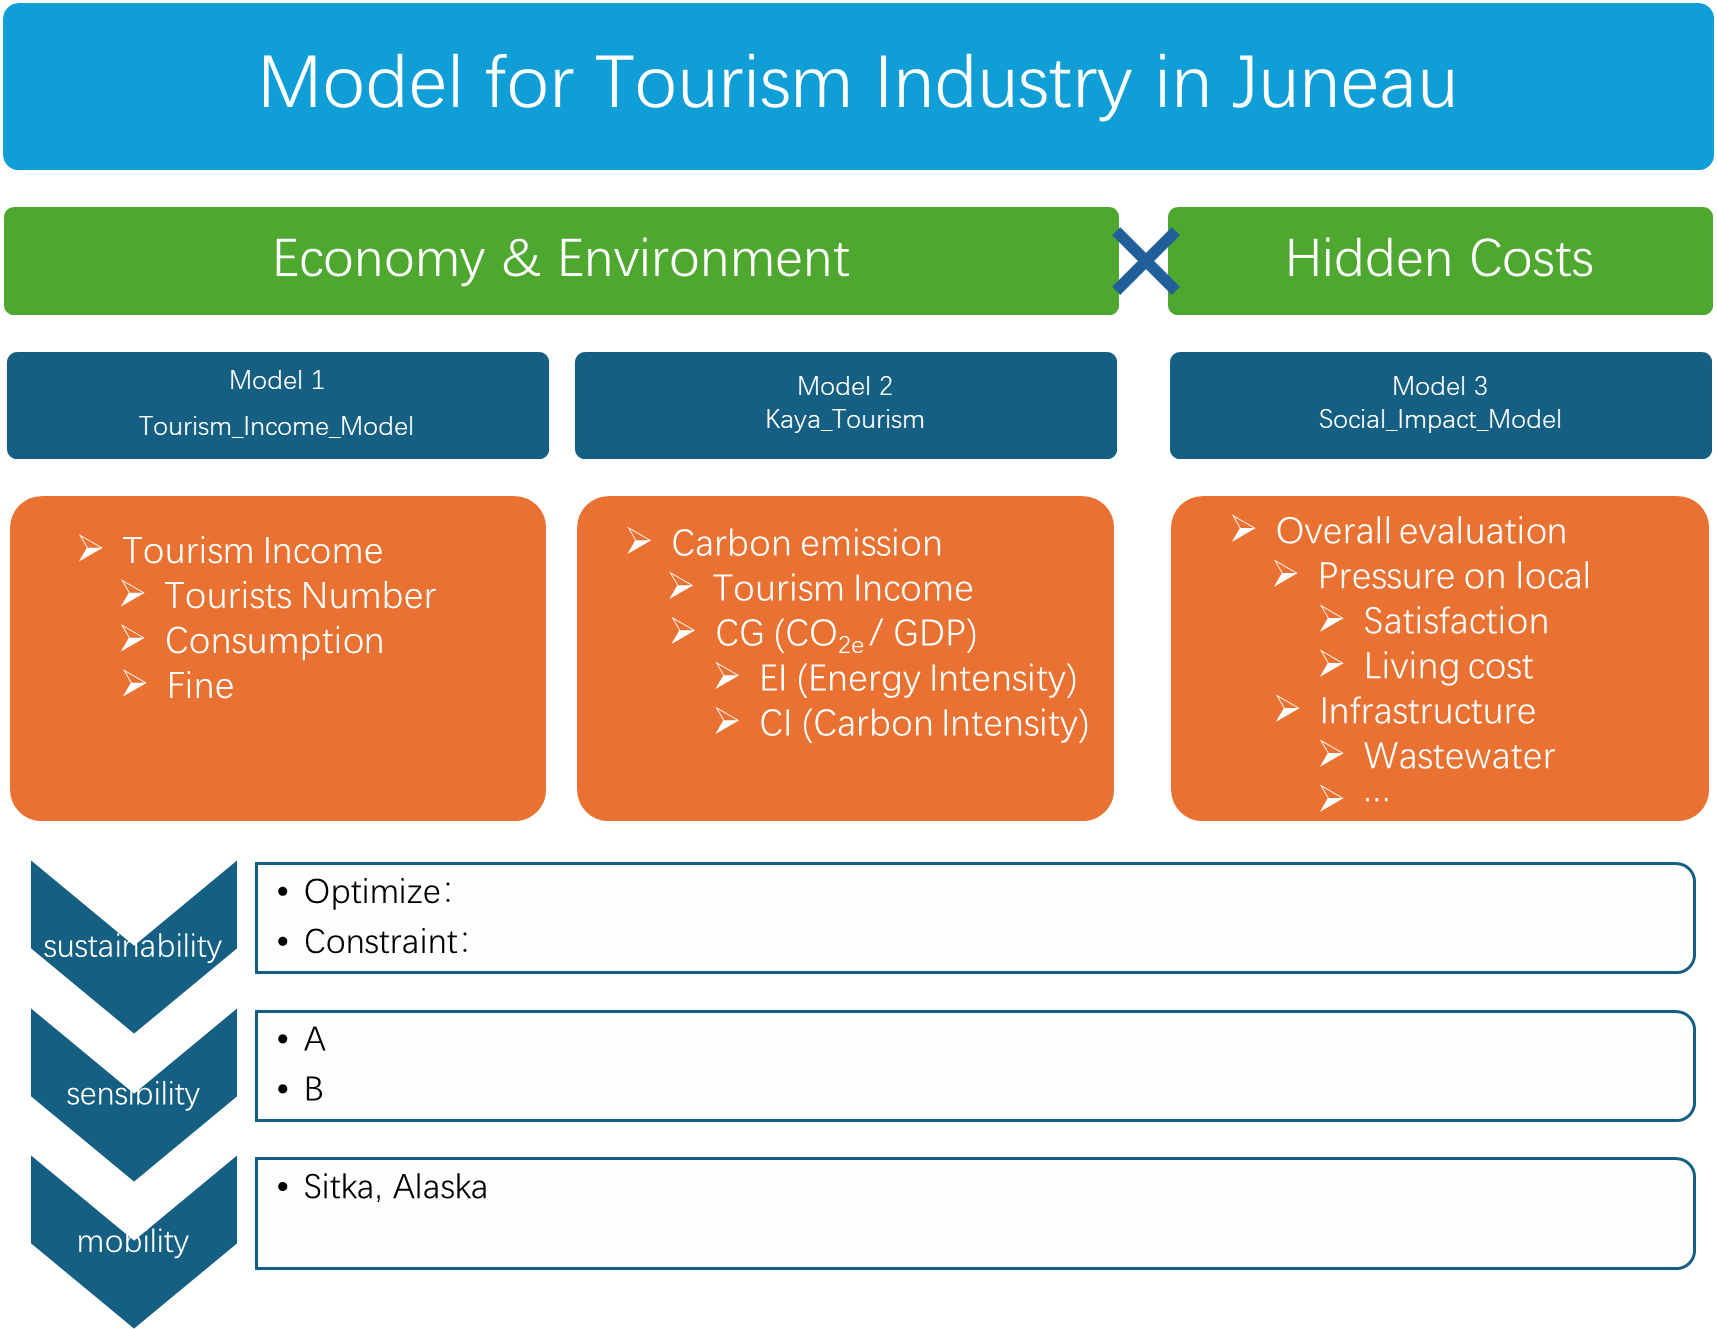 Model for Tourism Industry in Juneau
Economy & Environment
Hidden Costs
Model 1
Tourism_Income_Model
Model 2
Kaya_Tourism
Model 3
Social_Impact_Model
➢ Tourism Income
➢ Tourists Number
➢ Consumption
➢ Fine
➢ Carbon emission
➢ Tourism Income
➢ CG (CO₂e / GDP)
➢ EI (Energy Intensity)
➢ CI (Carbon Intensity)
➢ Overall evaluation
➢ Pressure on local
➢ Satisfaction
➢ Living cost
➢ Infrastructure
➢ Wastewater
➢ ...
sustainability
• Optimize：
• Constraint：
sensibility
• A
• B
mobility
• Sitka, Alaska